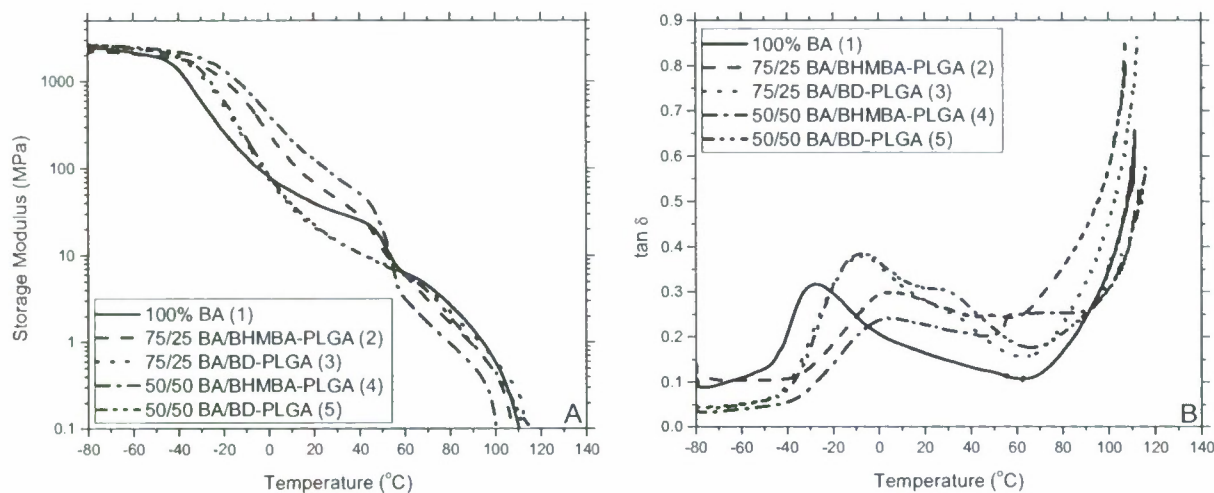 Storage Modulus (MPa)
1000
100
10
1
0.1
100% BA (1)
75/25 BA/BHMBA-PLGA (2)
75/25 BA/BD-PLGA (3)
50/50 BA/BHMBA-PLGA (4)
50/50 BA/BD-PLGA (5)
A
-80 -60 -40 -20 0 20 40 60 80 100 120 140
Temperature (°C)
tan δ
0.9
0.8
0.7
0.6
0.5
0.4
0.3
0.2
0.1
0.0
100% BA (1)
75/25 BA/BHMBA-PLGA (2)
75/25 BA/BD-PLGA (3)
50/50 BA/BHMBA-PLGA (4)
50/50 BA/BD-PLGA (5)
B
-80 -60 -40 -20 0 20 40 60 80 100 120 140
Temperature (°C)